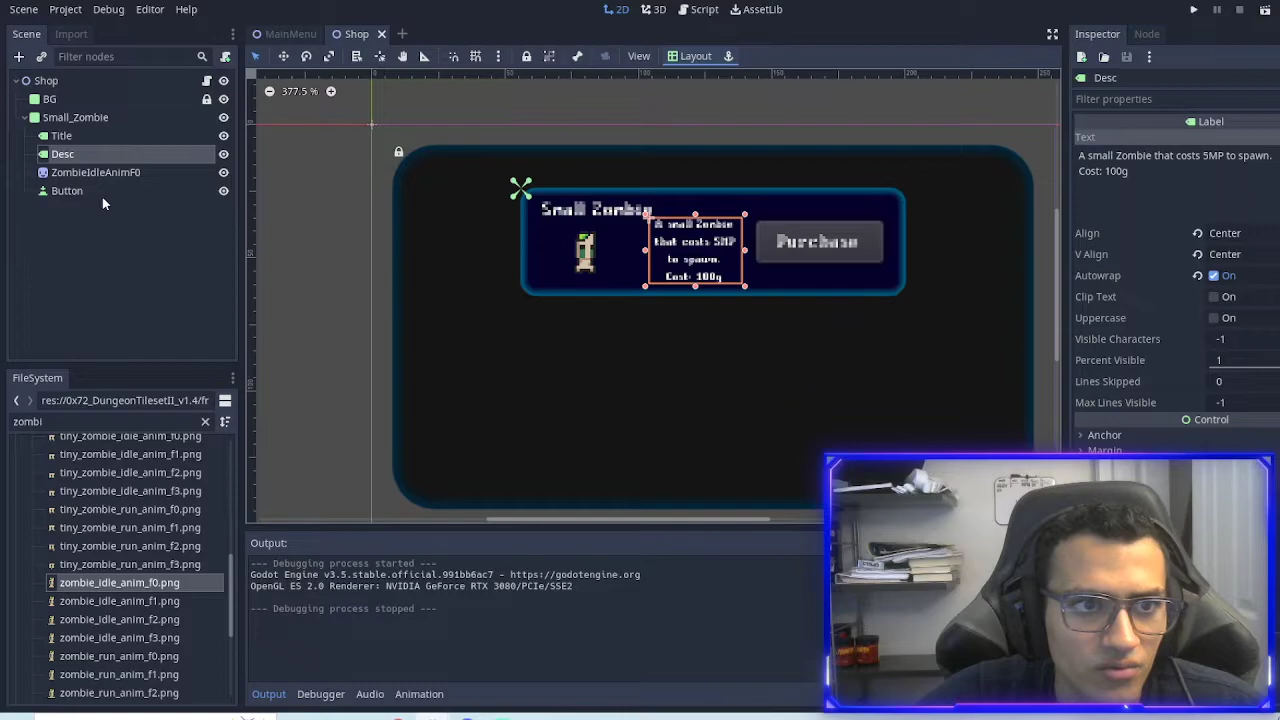 Scene Project Debug Editor Help
2D 3D Script AssetLib
Scene Import
MainMenu Shop
Inspector Node
Filter nodes
View Layout
Shop
BG
Small_Zombie
Title
Desc
ZombieIdleAnimF0
Button
377.5 %
0 50 100 150 200 250
Small Zombie
A small Zombie
that costs 5MP
to spawn.
Cost: 100g
Purchase
Desc
Filter properties
Label
Text
A small Zombie that costs 5MP to spawn.
Cost: 100g
Align Center
V Align Center
Autowrap On
Clip Text On
Uppercase On
Visible Characters -1
Percent Visible 1
Lines Skipped 0
Max Lines Visible -1
Control
Anchor
Margin
FileSystem
res://0x72_DungeonTilesetII_v1.4/fr
zombi
tiny_zombie_idle_anim_f0.png
tiny_zombie_idle_anim_f1.png
tiny_zombie_idle_anim_f2.png
tiny_zombie_idle_anim_f3.png
tiny_zombie_run_anim_f0.png
tiny_zombie_run_anim_f1.png
tiny_zombie_run_anim_f2.png
tiny_zombie_run_anim_f3.png
zombie_idle_anim_f0.png
zombie_idle_anim_f1.png
zombie_idle_anim_f2.png
zombie_idle_anim_f3.png
zombie_run_anim_f0.png
zombie_run_anim_f1.png
zombie_run_anim_f2.png
Output:
--- Debugging process started ---
Godot Engine v3.5.stable.official.991bb6ac7 - https://godotengine.org
OpenGL ES 2.0 Renderer: NVIDIA GeForce RTX 3080/PCIe/SSE2
--- Debugging process stopped ---
Output Debugger Audio Animation